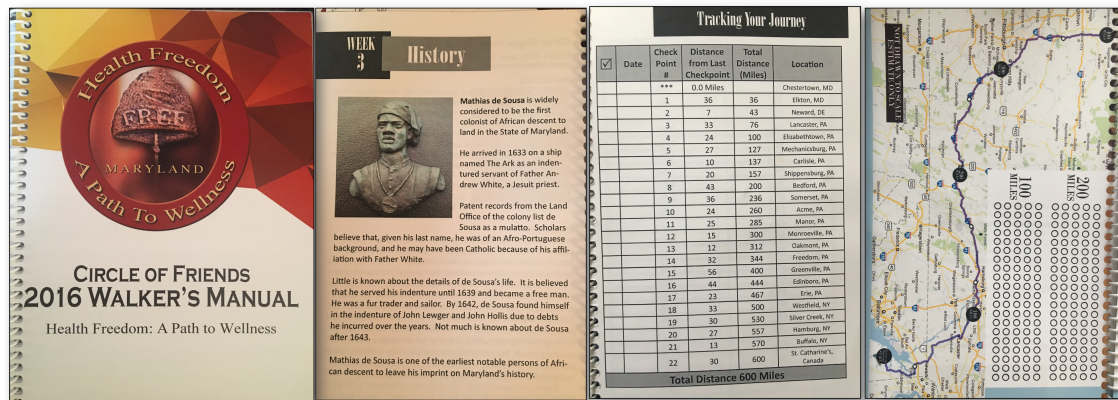 Health Freedom
FREE
MARYLAND
A Path To Wellness
CIRCLE OF FRIENDS
2016 WALKER'S MANUAL
Health Freedom: A Path to Wellness
WEEK
3
History
Mathias de Sousa is widely
considered to be the first
colonist of African descent to
land in the State of Maryland.
He arrived in 1633 on a ship
named The Ark as an inden-
tured servant of Father An-
drew White, a Jesuit priest.
Patent records from the Land
Office of the colony list de
Sousa as a mulatto. Scholars
believe that, given his last name, he was of an Afro-Portuguese
background, and he may have been Catholic because of his affil-
iation with Father White.
Little is known about the details of de Sousa's life. It is believed
that he served his indenture until 1639 and became a free man.
He was a fur trader and sailor. By 1642, de Sousa found himself
in the indenture of John Lewger and John Hollis due to debts
he incurred over the years. Not much is known about de Sousa
after 1643.
Mathias de Sousa is one of the earliest notable persons of Afri-
can descent to leave his imprint on Maryland's history.
Tracking Your Journey
☑ Date Check Point # Distance from Last Checkpoint Total Distance (Miles) Location
*** 0.0 Miles Chestertown, MD
1 36 36 Elkton, MD
2 7 43 Neward, DE
3 33 76 Lancaster, PA
4 24 100 Elizabethtown, PA
5 27 127 Mechanicsburg, PA
6 10 137 Carlisle, PA
7 20 157 Shippensburg, PA
8 43 200 Bedford, PA
9 36 236 Somerset, PA
10 24 260 Acme, PA
11 25 285 Manor, PA
12 15 300 Monroeville, PA
13 12 312 Oakmont, PA
14 32 344 Freedom, PA
15 56 400 Greenville, PA
16 44 444 Edinboro, PA
17 23 467 Erie, PA
18 33 500 Westfield, NY
19 30 530 Silver Creek, NY
20 27 557 Hamburg, NY
21 13 570 Buffalo, NY
22 30 600 St. Catharine's, Canada
Total Distance 600 Miles
NOT DRAWN TO SCALE
ESTIMATE ONLY
200
MILES
100
MILES